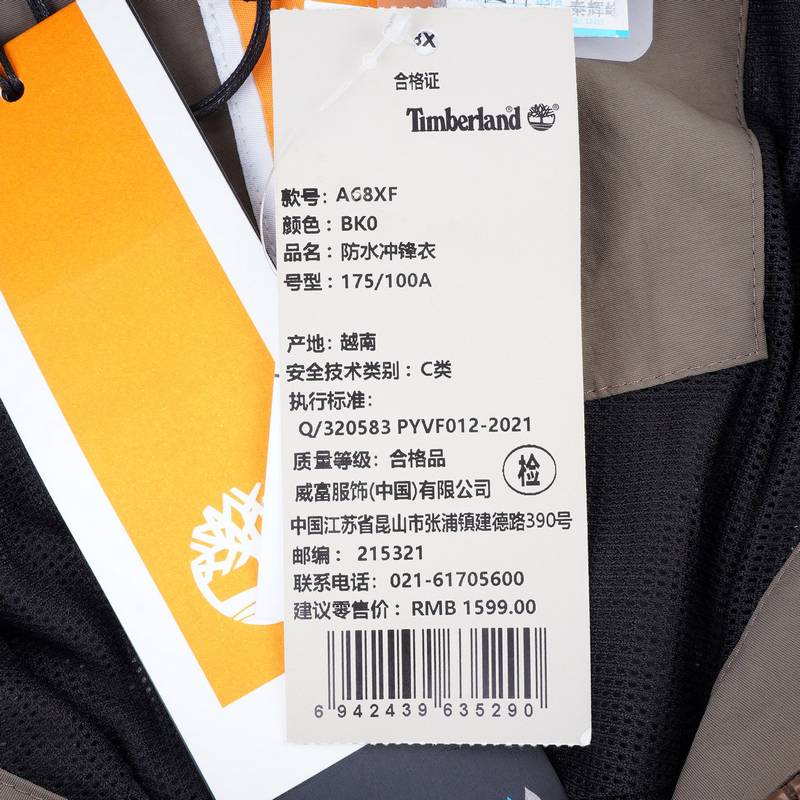 合格证
Timberland
款号: A68XF
颜色: BK0
品名: 防水冲锋衣
号型: 175/100A
产地: 越南
安全技术类别: C类
执行标准:
Q/320583 PYVF012-2021
质量等级: 合格品
检
威富服饰(中国)有限公司
中国江苏省昆山市张浦镇建德路390号
邮编: 215321
联系电话: 021-61705600
建议零售价: RMB 1599.00
6 942439 635290